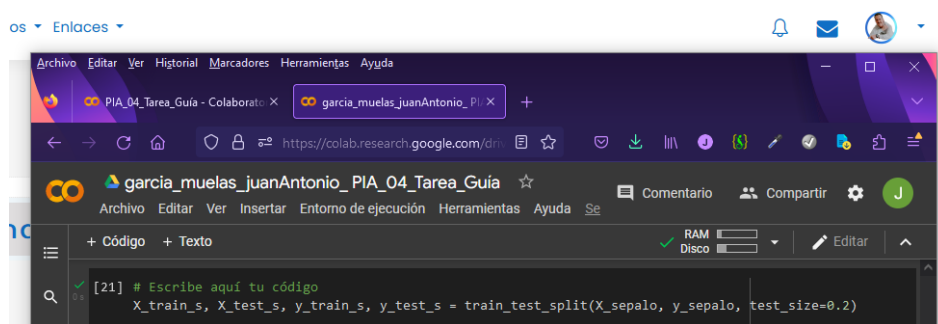 os Enlaces
Archivo Editar Ver Historial Marcadores Herramientas Ayuda
PIA_04_Tarea_Guía - Colaborato garcia_muelas_juanAntonio_ PI
https://colab.research.google.com/driv
garcia_muelas_juanAntonio_ PIA_04_Tarea_Guía
Comentario Compartir J
Archivo Editar Ver Insertar Entorno de ejecución Herramientas Ayuda Se
+ Código + Texto
RAM
Disco
Editar
[21] # Escribe aquí tu código
0s
X_train_s, X_test_s, y_train_s, y_test_s = train_test_split(X_sepalo, y_sepalo, test_size=0.2)